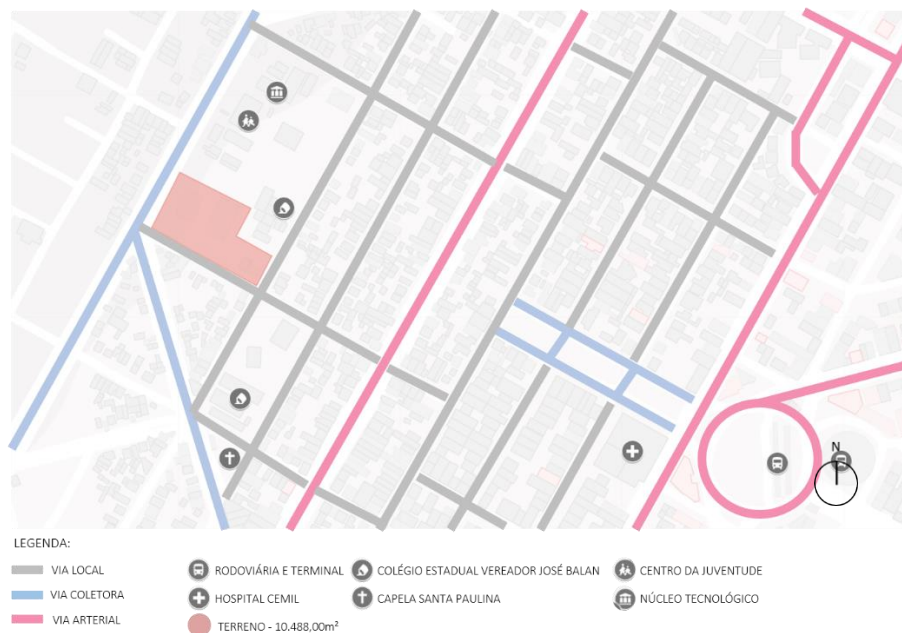 N
LEGENDA:
VIA LOCAL
RODOVIÁRIA E TERMINAL
COLÉGIO ESTADUAL VEREADOR JOSÉ BALAN
CENTRO DA JUVENTUDE
VIA COLETORA
HOSPITAL CEMIL
CAPELA SANTA PAULINA
NÚCLEO TECNOLÓGICO
VIA ARTERIAL
TERRENO - 10.488,00m²